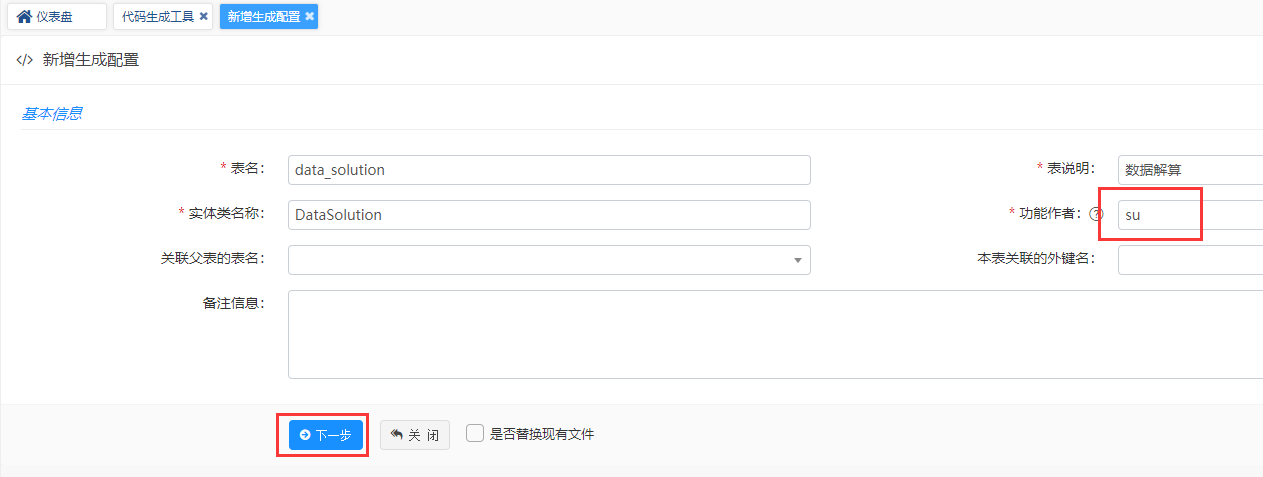 仪表盘 代码生成工具 新增生成配置
</> 新增生成配置
基本信息
* 表名： data_solution * 表说明： 数据解算
* 实体类名称： DataSolution * 功能作者： su
关联父表的表名： 本表关联的外键名：
备注信息：
下一步 关 闭 是否替换现有文件